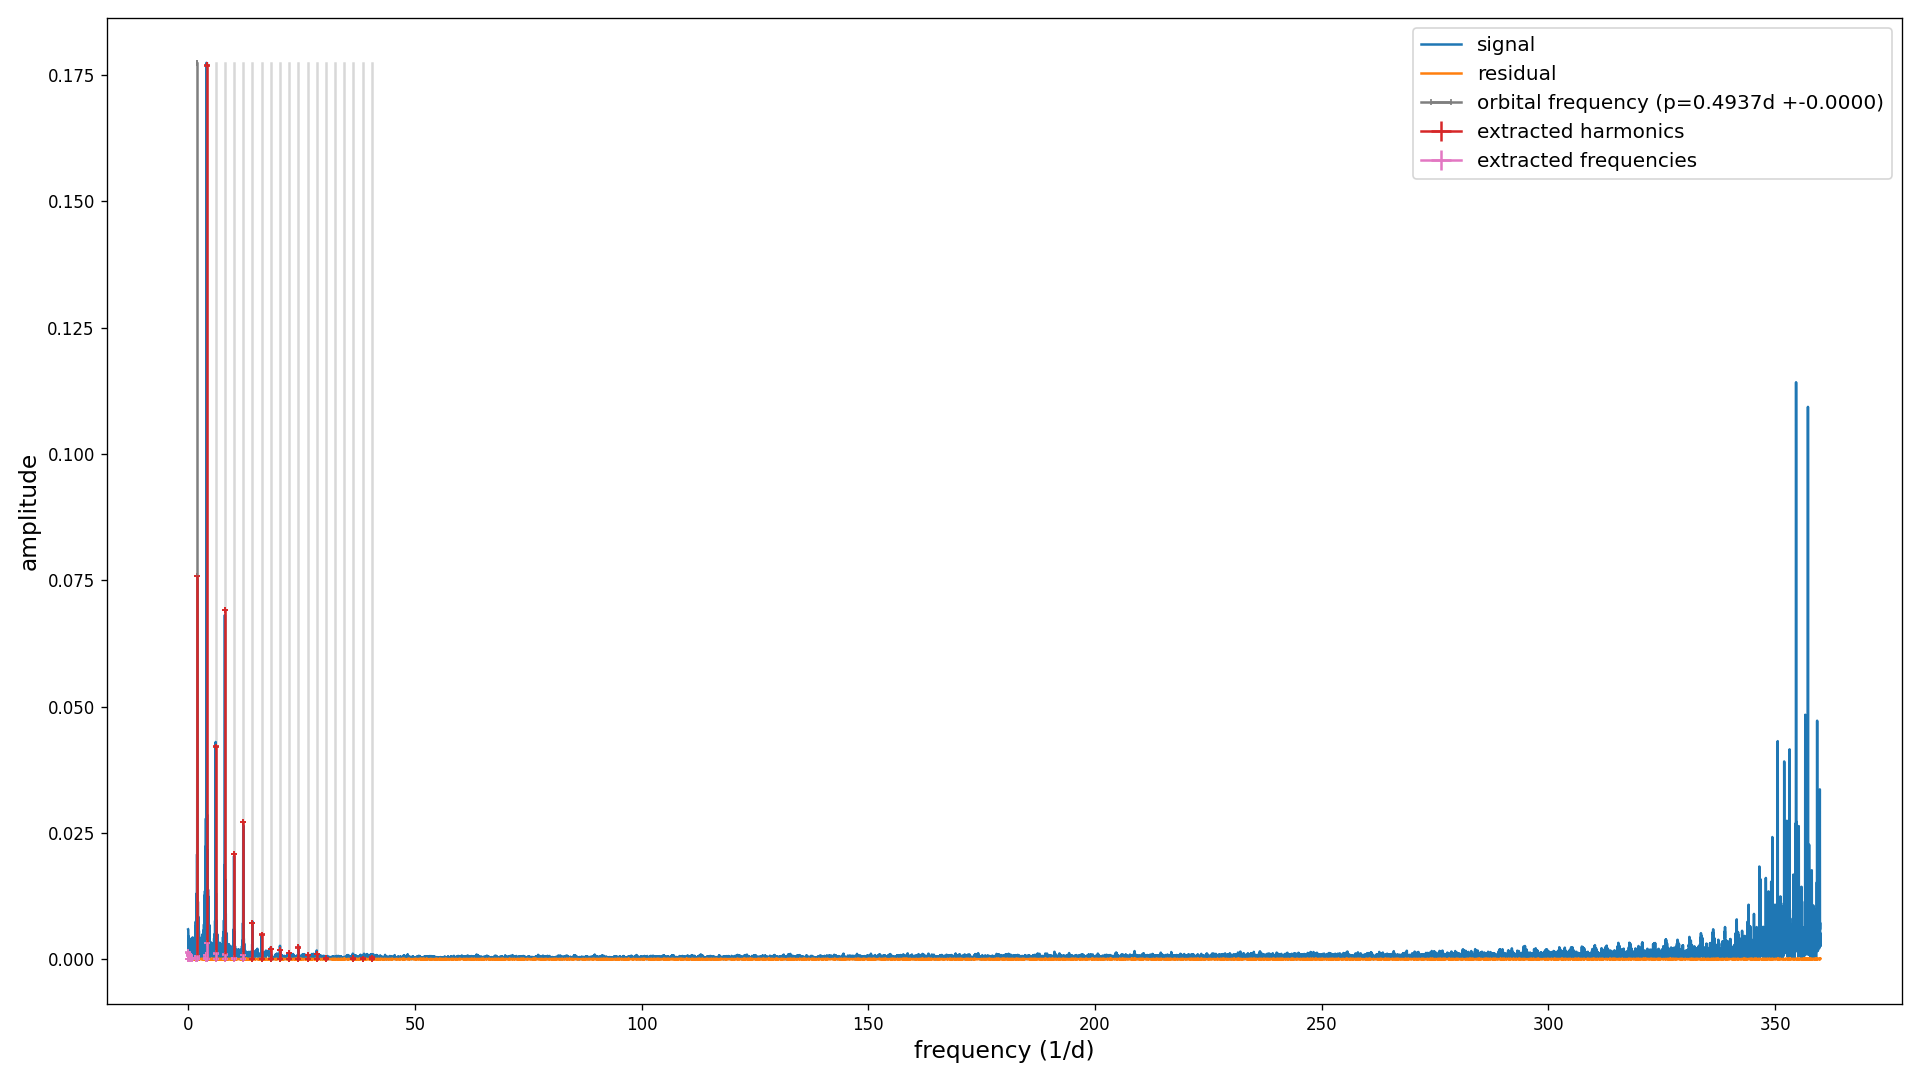 signal
residual
orbital frequency (p=0.4937d +-0.0000)
extracted harmonics
extracted frequencies
0.175
0.150
0.125
0.100
0.075
0.050
0.025
0.000
amplitude
0 50 100 150 200 250 300 350
frequency (1/d)